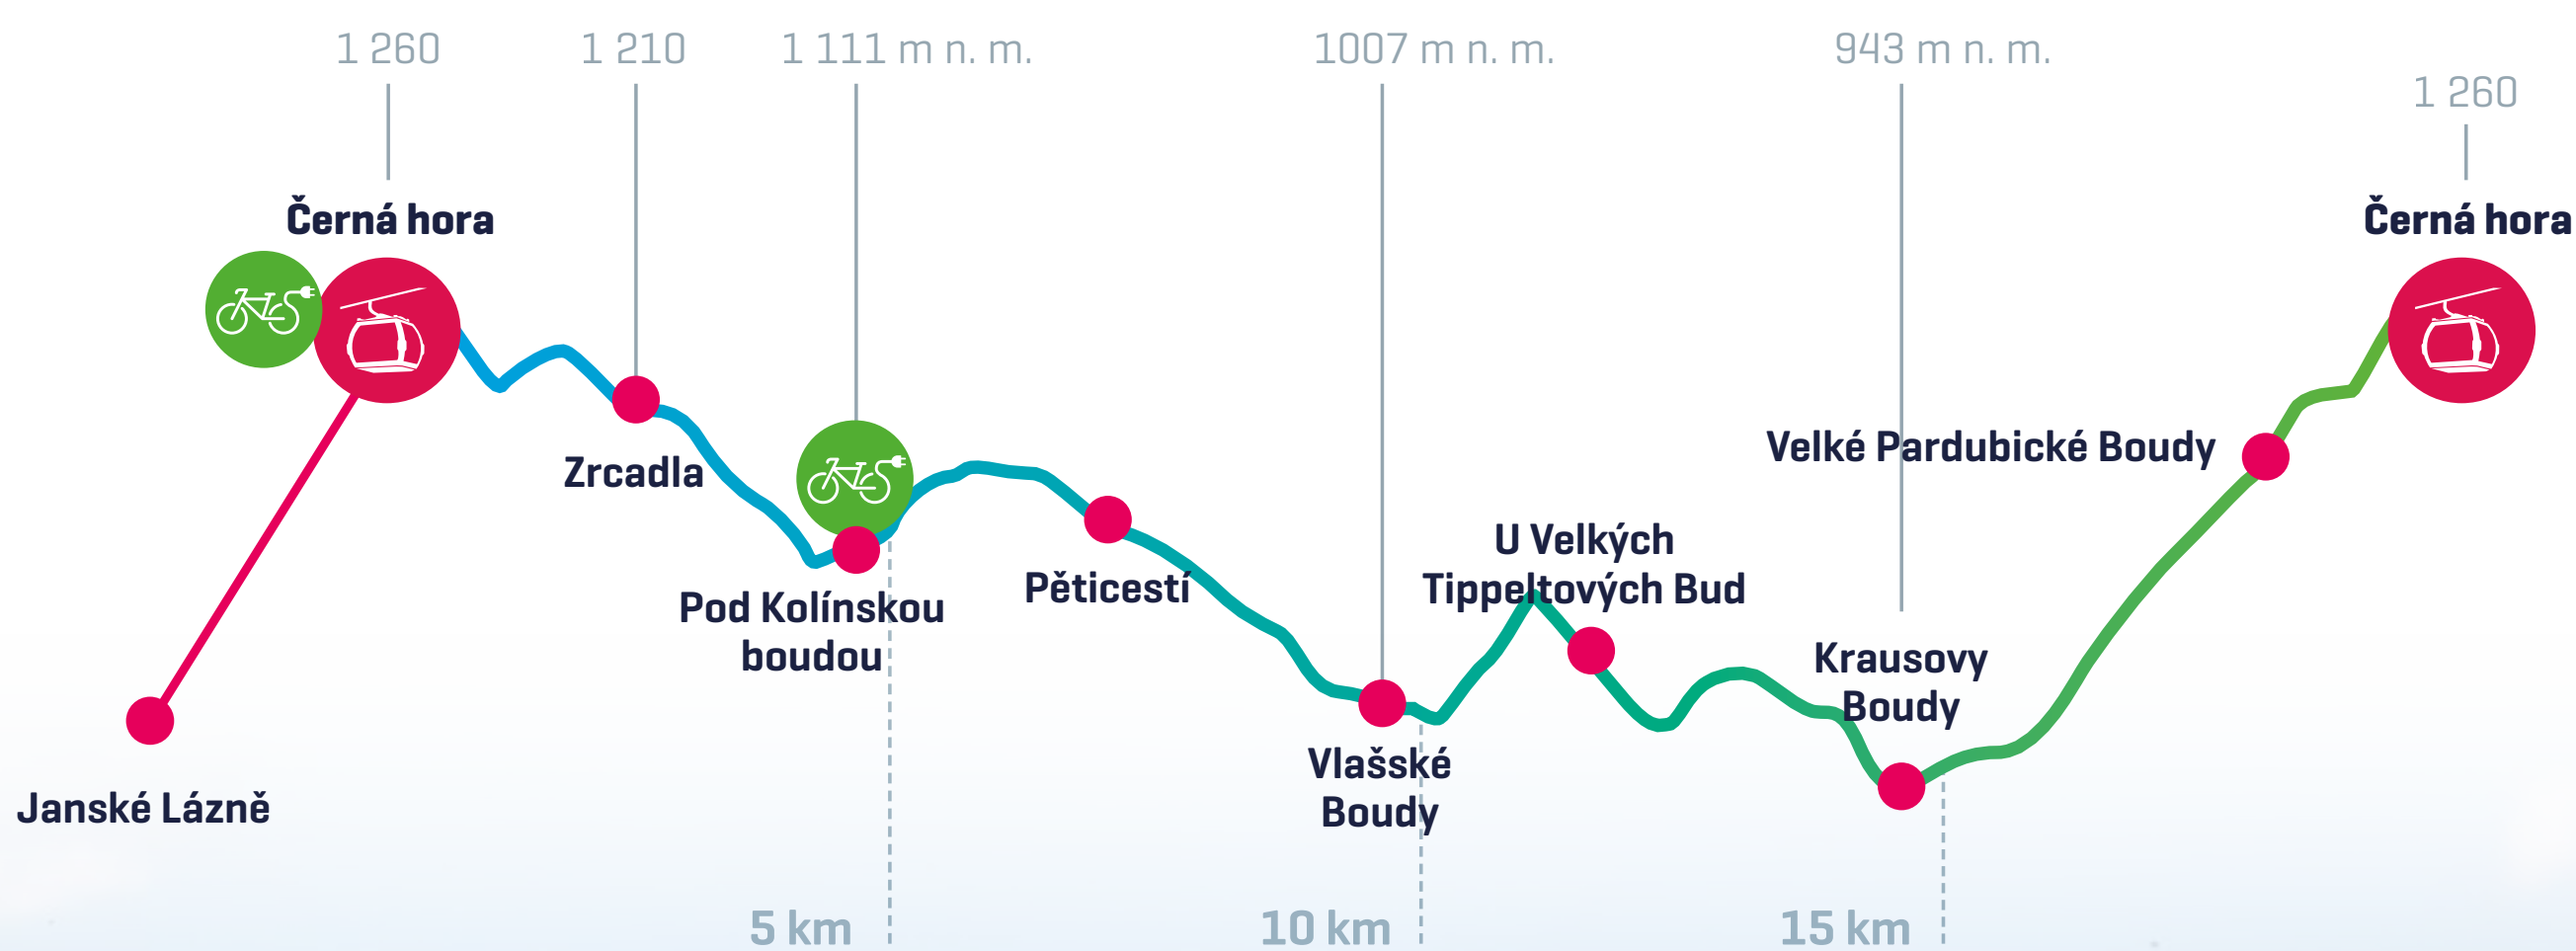 1 260
1 210
1 111 m n. m.
1007 m n. m.
943 m n. m.
1 260
Černá hora
Černá hora
Zrcadla
Velké Pardubické Boudy
Pod Kolínskou
boudou
Pěticestí
U Velkých
Tippeltových Bud
Krausovy
Boudy
Vlašské
Boudy
Janské Lázně
5 km
10 km
15 km